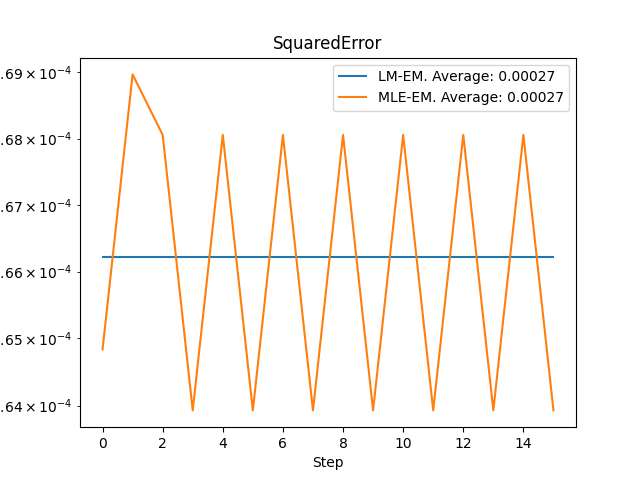 SquaredError
LM-EM. Average: 0.00027
MLE-EM. Average: 0.00027
.69 × 10⁻⁴
.68 × 10⁻⁴
.67 × 10⁻⁴
.66 × 10⁻⁴
.65 × 10⁻⁴
.64 × 10⁻⁴
0 2 4 6 8 10 12 14
Step